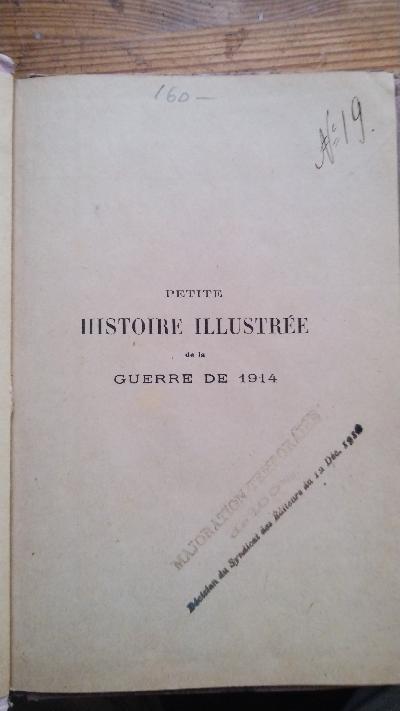 160 —
N° 19.
PETITE
HISTOIRE ILLUSTRÉE
de la
GUERRE DE 1914
MAJORATION TEMPORAIRE
Décision du Syndicat des Éditeurs du 12 Déc.